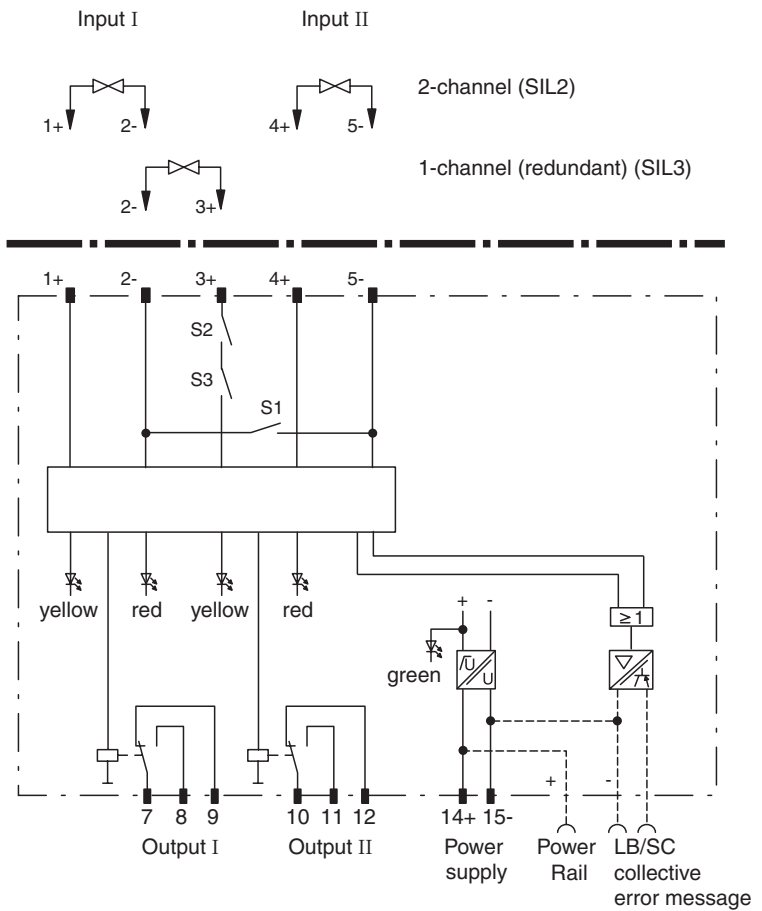 Input I Input II
2-channel (SIL2)
1+ 2- 4+ 5-
1-channel (redundant) (SIL3)
2- 3+
1+ 2- 3+ 4+ 5-
S2
S3
S1
yellow red yellow red
+ -
≥1
green
U
U
+ -
7 8 9 10 11 12 14+ 15-
Output I Output II Power supply Power Rail LB/SC collective error message